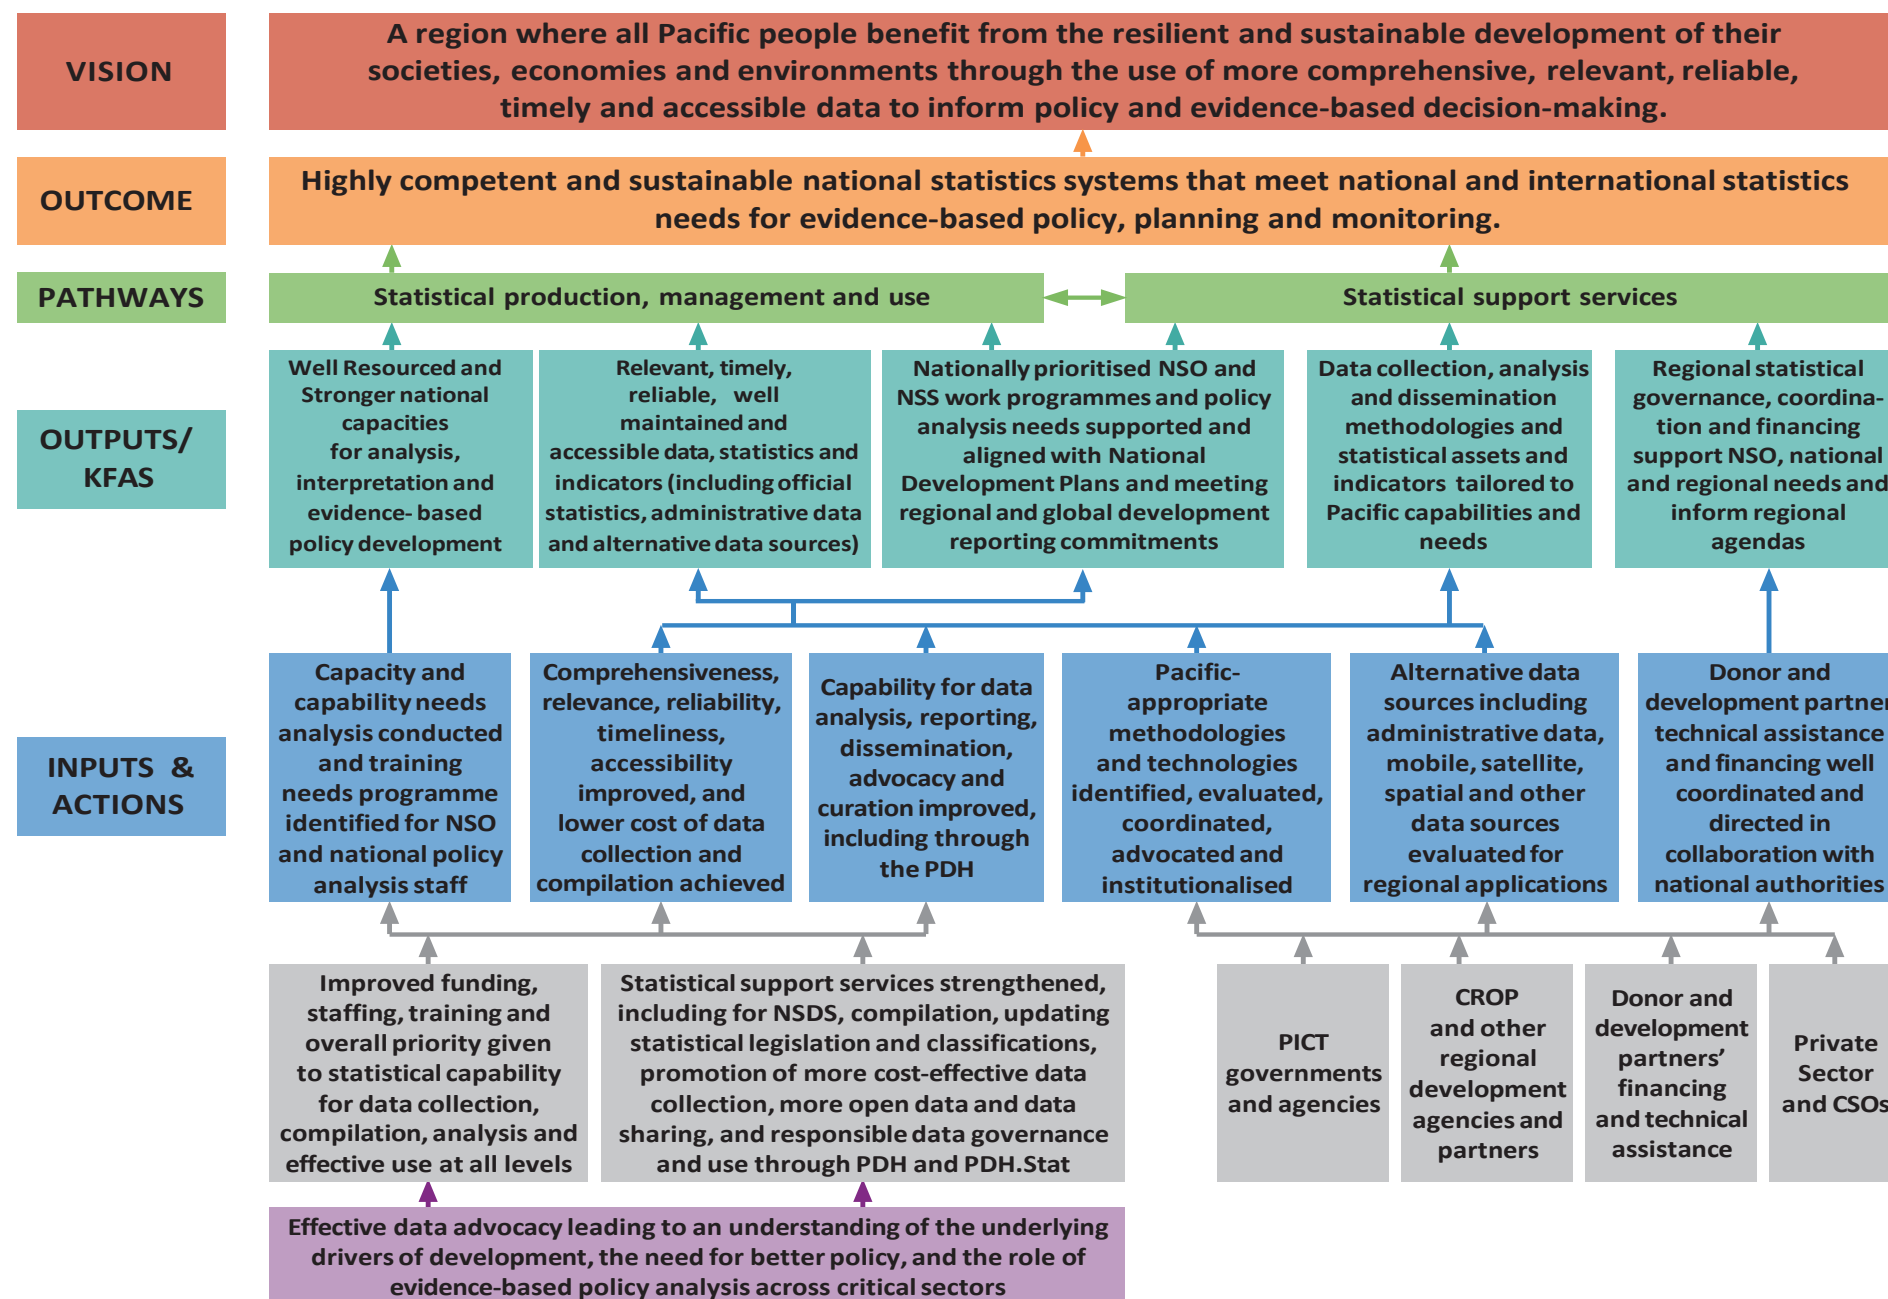 VISION
A region where all Pacific people benefit from the resilient and sustainable development of their
societies, economies and environments through the use of more comprehensive, relevant, reliable,
timely and accessible data to inform policy and evidence-based decision-making.
OUTCOME
Highly competent and sustainable national statistics systems that meet national and international statistics
needs for evidence-based policy, planning and monitoring.
PATHWAYS
Statistical production, management and use
Statistical support services
OUTPUTS/
KFAS
Well Resourced and
Stronger national
capacities
for analysis,
interpretation and
evidence- based
policy development
Relevant, timely,
reliable, well
maintained and
accessible data, statistics and
indicators (including official
statistics, administrative data
and alternative data sources)
Nationally prioritised NSO and
NSS work programmes and policy
analysis needs supported and
aligned with National
Development Plans and meeting
regional and global development
reporting commitments
Data collection, analysis
and dissemination
methodologies and
statistical assets and
indicators tailored to
Pacific capabilities and
needs
Regional statistical
governance, coordina-
tion and financing
support NSO, national
and regional needs and
inform regional
agendas
INPUTS &
ACTIONS
Capacity and
capability needs
analysis conducted
and training
needs programme
identified for NSO
and national policy
analysis staff
Comprehensiveness,
relevance, reliability,
timeliness,
accessibility
improved, and
lower cost of data
collection and
compilation achieved
Capability for data
analysis, reporting,
dissemination,
advocacy and
curation improved,
including through
the PDH
Pacific-
appropriate
methodologies
and technologies
identified, evaluated,
coordinated,
advocated and
institutionalised
Alternative data
sources including
administrative data,
mobile, satellite,
spatial and other
data sources
evaluated for
regional applications
Donor and
development partner
technical assistance
and financing well
coordinated and
directed in
collaboration with
national authorities
Improved funding,
staffing, training and
overall priority given
to statistical capability
for data collection,
compilation, analysis and
effective use at all levels
Statistical support services strengthened,
including for NSDS, compilation, updating
statistical legislation and classifications,
promotion of more cost-effective data
collection, more open data and data
sharing, and responsible data governance
and use through PDH and PDH.Stat
PICT
governments
and agencies
CROP
and other
regional
development
agencies and
partners
Donor and
development
partners’
financing
and technical
assistance
Private
Sector
and CSOs
Effective data advocacy leading to an understanding of the underlying
drivers of development, the need for better policy, and the role of
evidence-based policy analysis across critical sectors